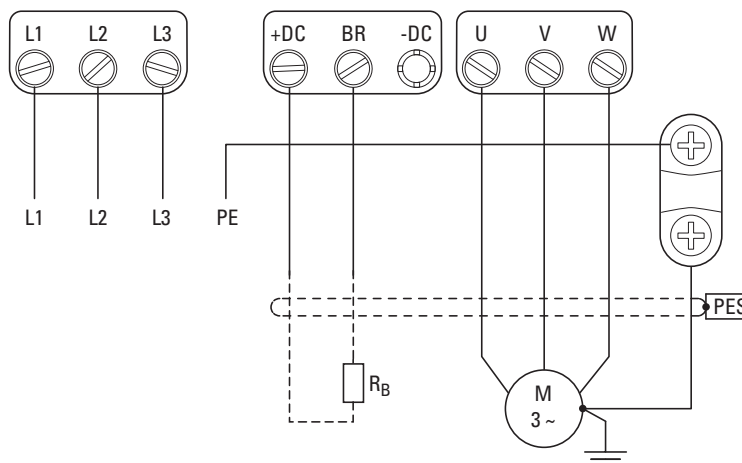 L1 L2 L3 +DC BR -DC U V W
L1 L2 L3 PE
PES
RB
M
3 ~